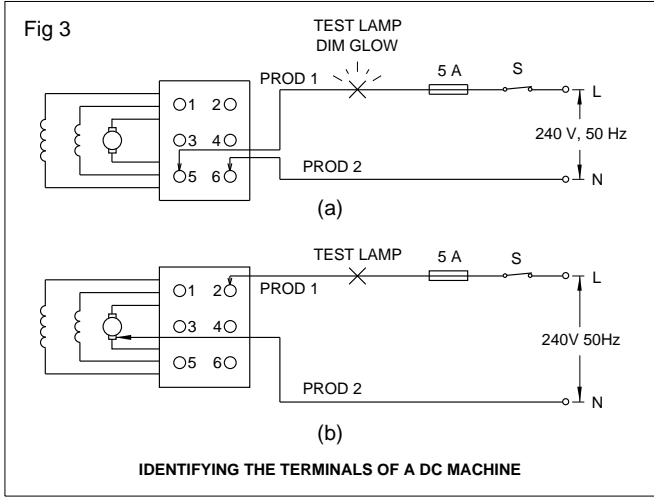 Fig 3
TEST LAMP
DIM GLOW
PROD 1
5 A
S
L
1 2
3 4
5 6
240 V, 50 Hz
PROD 2
N
(a)
TEST LAMP
5 A
S
L
PROD 1
1 2
3 4
5 6
240V 50Hz
PROD 2
N
(b)
IDENTIFYING THE TERMINALS OF A DC MACHINE